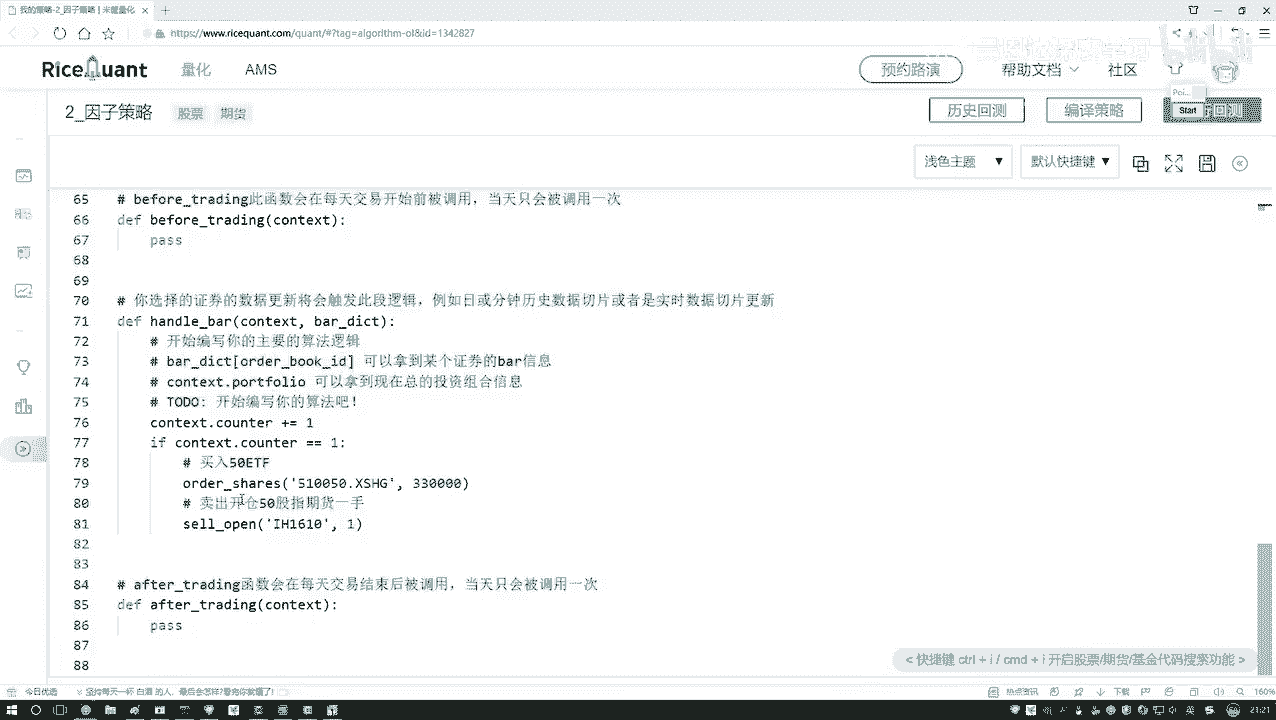 我的策略-2_因子策略 | 米筐量化
https://www.ricequant.com/quant/#?tag=algorithm-ol&id=1342827
RiceQuant 量化 AMS 预约路演 帮助文档 社区
2_因子策略 股票 期货 历史回测 编译策略 回测
Start
浅色主题 ▼ 默认快捷键 ▼
65 # before_trading此函数会在每天交易开始前被调用，当天只会被调用一次
66 def before_trading(context):
67 pass
68
69
70 # 你选择的证券的数据更新将会触发此段逻辑，例如日或分钟历史数据切片或者是实时数据切片更新
71 def handle_bar(context, bar_dict):
72 # 开始编写你的主要的算法逻辑
73 # bar_dict[order_book_id] 可以拿到某个证券的bar信息
74 # context.portfolio 可以拿到现在总的投资组合信息
75 # TODO: 开始编写你的算法吧！
76 context.counter += 1
77 if context.counter == 1:
78 # 买入50ETF
79 order_shares('510050.XSHG', 330000)
80 # 卖出开仓50股指期货一手
81 sell_open('IH1610', 1)
82
83
84 # after_trading函数会在每天交易结束后被调用，当天只会被调用一次
85 def after_trading(context):
86 pass
87
88
< 快捷键 ctrl + i / cmd + i 开启股票/期货/基金代码搜索功能 >
今日优选 坚持每天一杯白酒的人，最后会怎样?看有你就懂了! 热点资讯 下载 160%
21:21